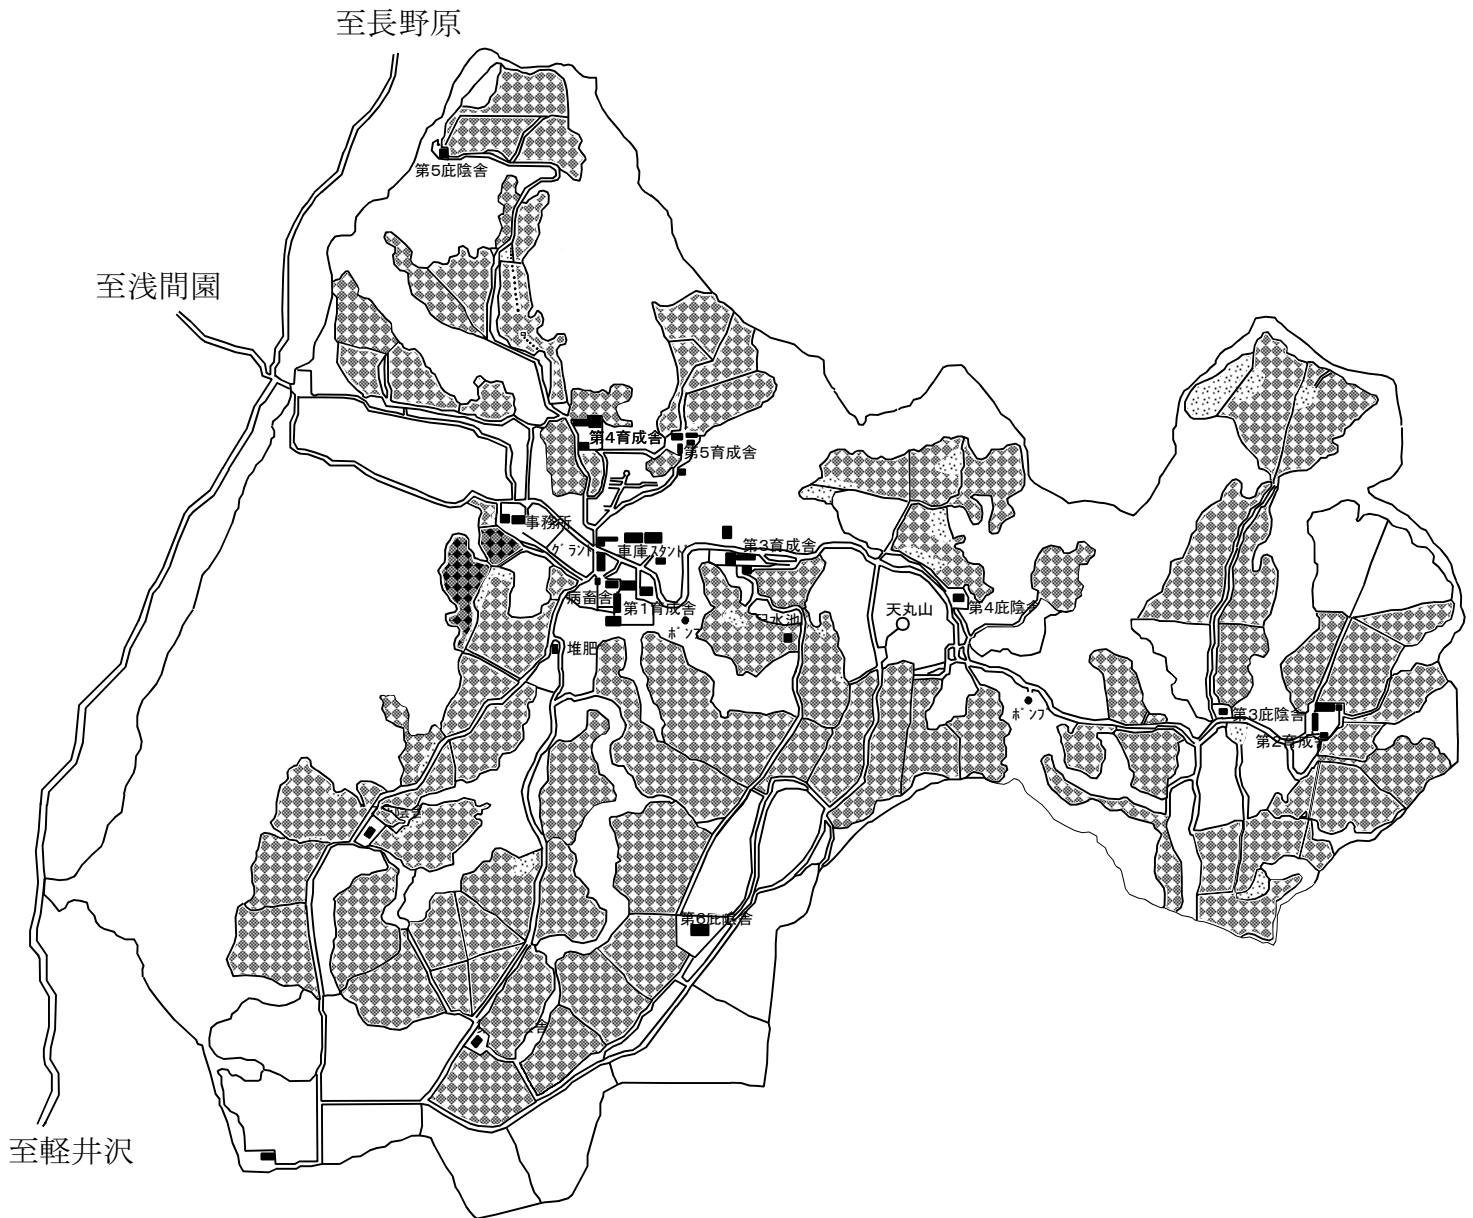 至長野原
第5庇陰舎
至浅間園
第4育成舎
第5育成舎
事務所
グランド
車庫スタンド
第3育成舎
病畜舎
第1育成舎
ポンプ
水池
天丸山
第4庇陰舎
堆肥
ポンプ
第3庇陰舎
第2育成舎
陰舎
第6庇陰舎
舎
至軽井沢